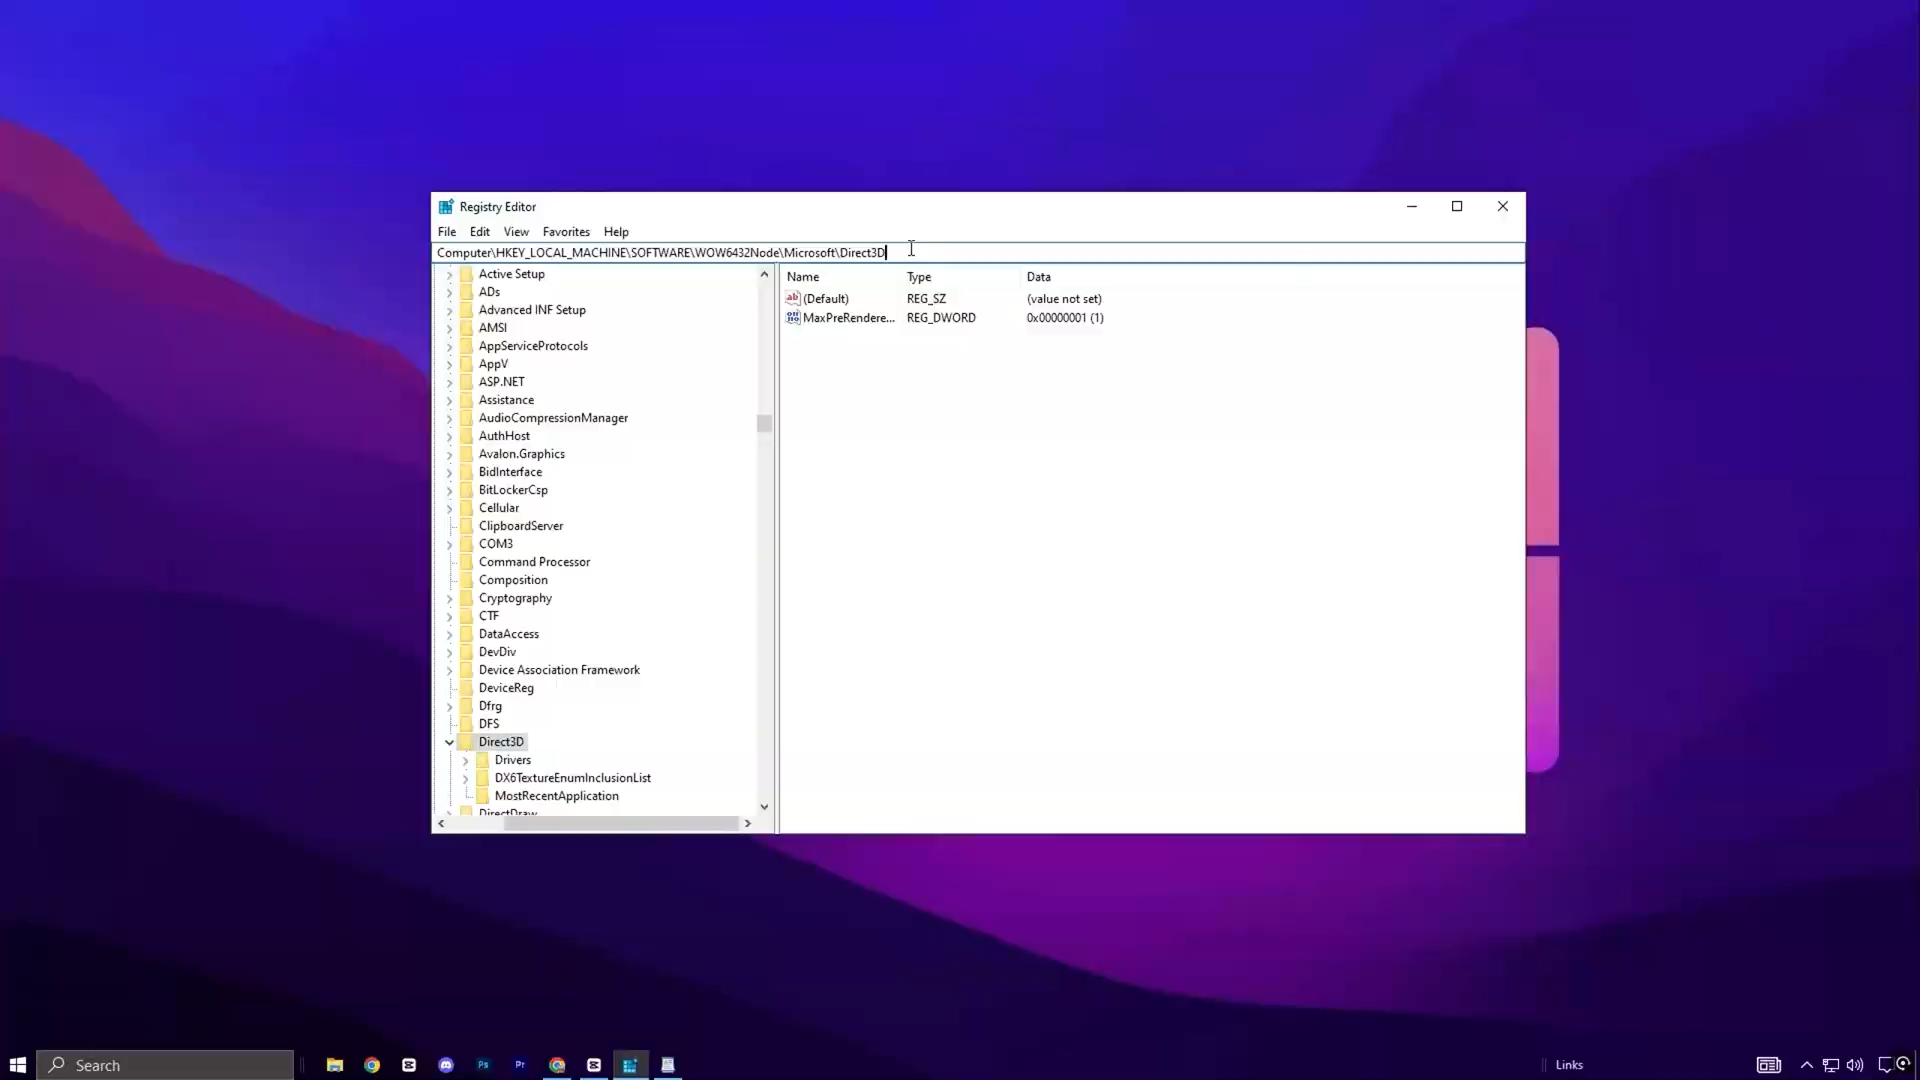 Registry Editor
File Edit View Favorites Help
Computer\HKEY_LOCAL_MACHINE\SOFTWARE\WOW6432Node\Microsoft\Direct3D
Active Setup
ADs
Advanced INF Setup
AMSI
AppServiceProtocols
AppV
ASP.NET
Assistance
AudioCompressionManager
AuthHost
Avalon.Graphics
BidInterface
BitLockerCsp
Cellular
ClipboardServer
COM3
Command Processor
Composition
Cryptography
CTF
DataAccess
DevDiv
Device Association Framework
DeviceReg
Dfrg
DFS
Direct3D
Drivers
DX6TextureEnumInclusionList
MostRecentApplication
DirectDraw
Name Type Data
(Default) REG_SZ (value not set)
MaxPreRendere... REG_DWORD 0x00000001 (1)
Search
Ps
Pr
Links